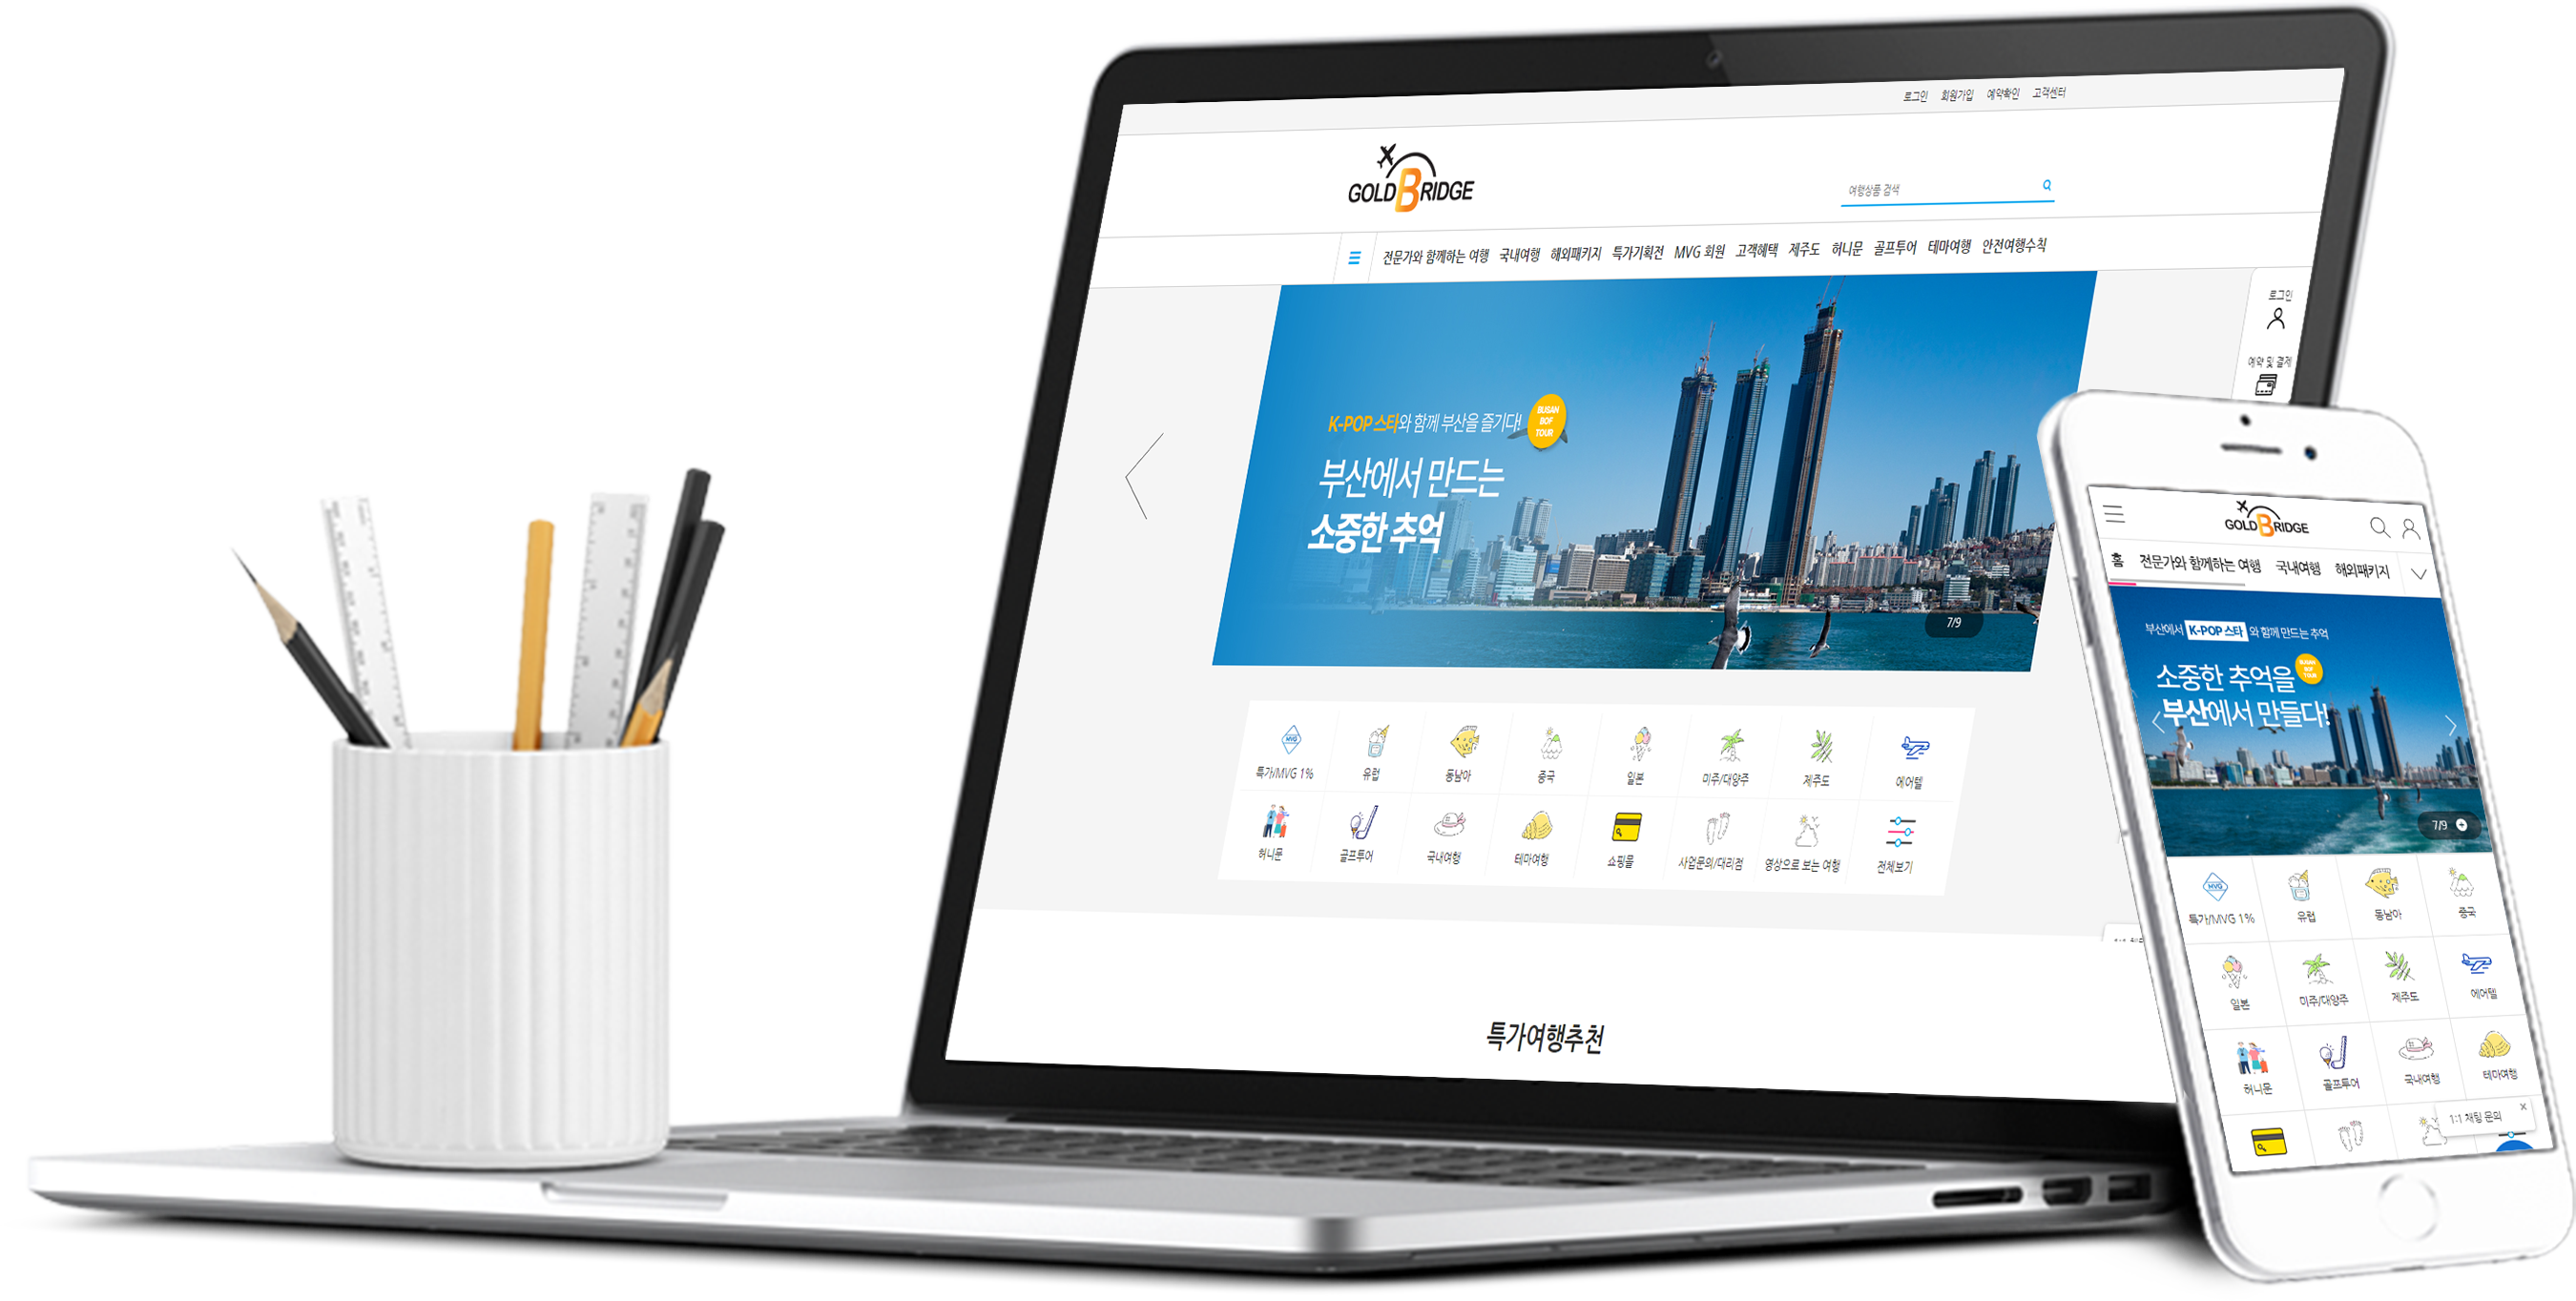 로그인 회원가입 예약확인 고객센터
GOLDBRIDGE
여행상품 검색
전문가와 함께하는 여행 국내여행 해외패키지 특가기획전 MVG 회원 고객혜택 제주도 허니문 골프투어 테마여행 안전여행수칙
로그인
예약 및 결제
K-POP 스타와 함께 부산을 즐기다!
BUSAN
BOF
TOUR
부산에서 만드는
소중한 추억
7/9
MVG
특가/MVG 1% 유럽 동남아 중국 일본 미주/대양주 제주도 에어텔
허니문 골프투어 국내여행 테마여행 쇼핑몰 사업문의/대리점 영상으로 보는 여행 전체보기
특가여행추천
GOLDBRIDGE
홈 전문가와 함께하는 여행 국내여행 해외패키지
부산에서 K-POP 스타 와 함께 만드는 추억
BUSAN
BOF
TOUR
소중한 추억을
부산에서 만들다!
7/9
MVG
특가/MVG 1% 유럽 동남아 중국
일본 미주/대양주 제주도 에어텔
허니문 골프투어 국내여행 테마여행
1:1 채팅 문의